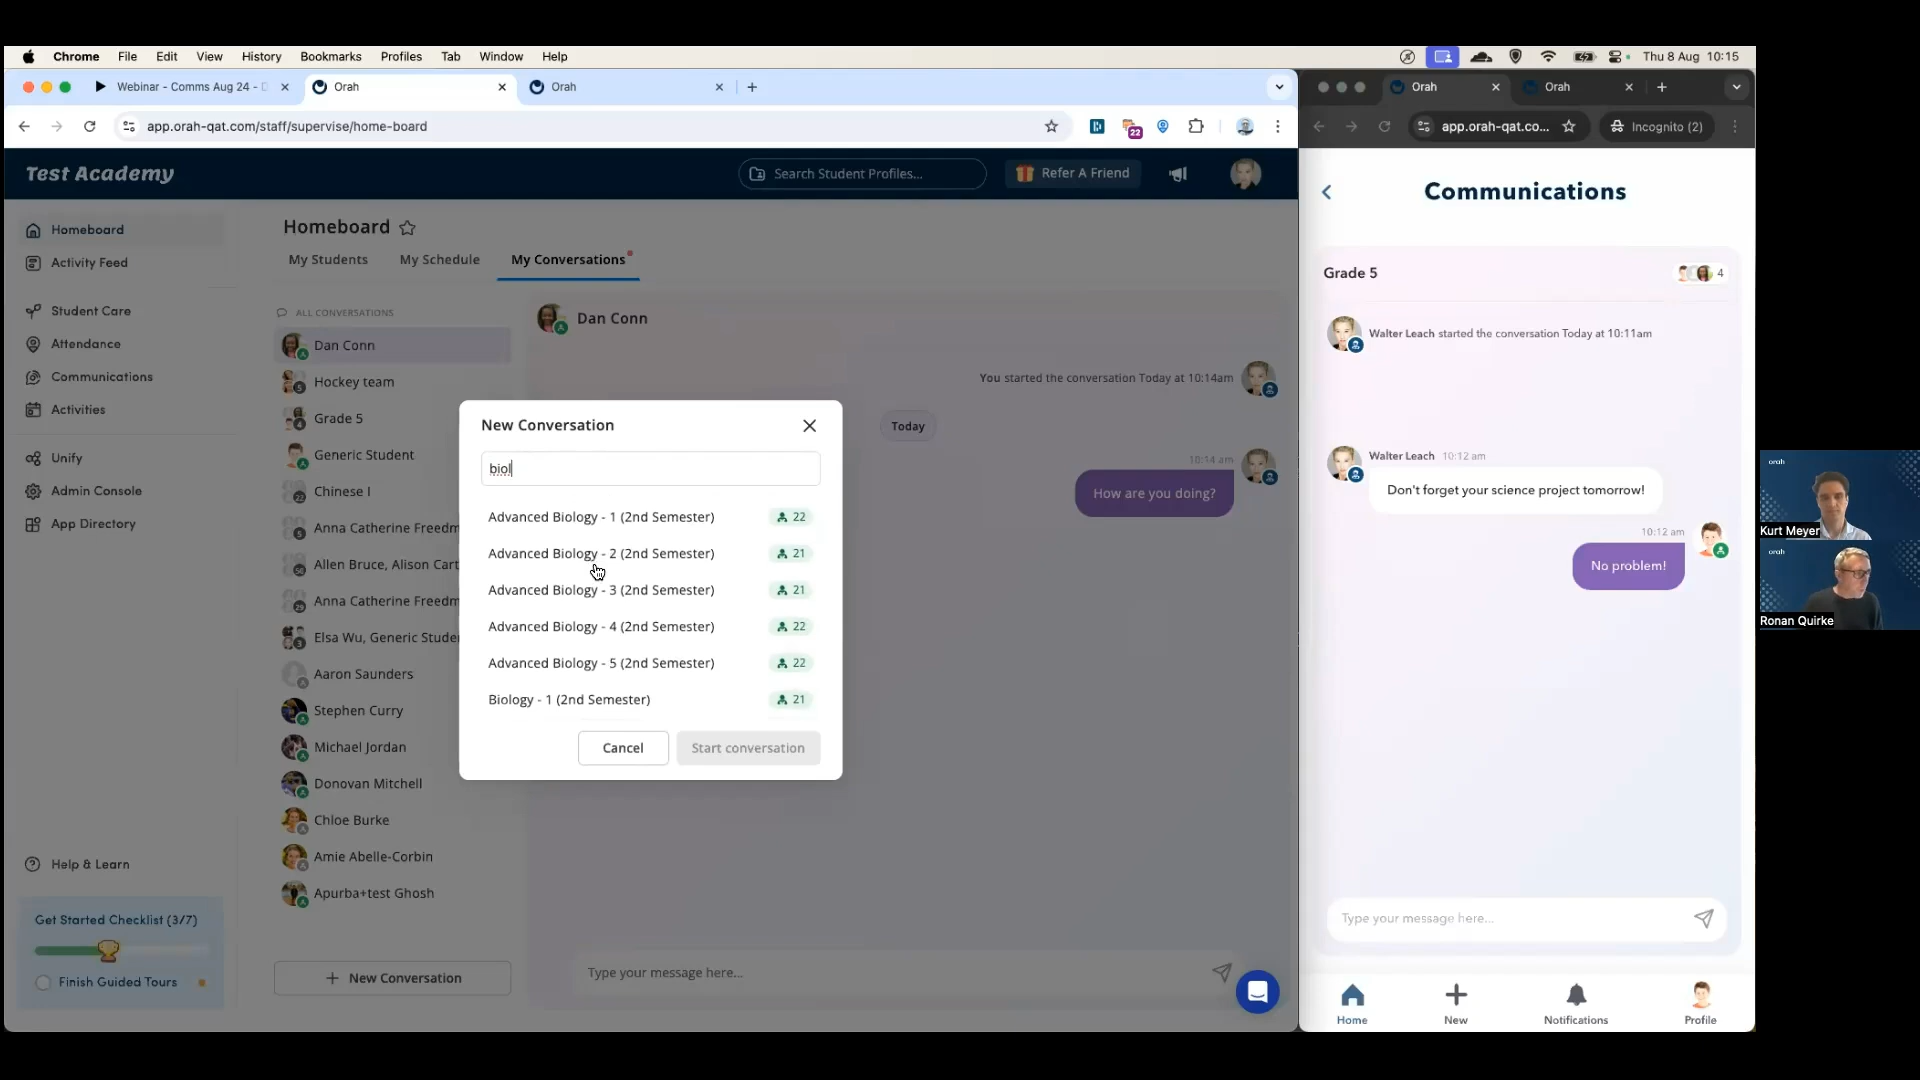 Chrome File Edit View History Bookmarks Profiles Tab Window Help
Thu 8 Aug 10:15
Webinar - Comms Aug 24 - D
Orah
Orah
app.orah-qat.com/staff/supervise/home-board
22
Test Academy
Search Student Profiles...
Refer A Friend
Homeboard
Activity Feed
Student Care
Attendance
Communications
Activities
Unify
Admin Console
App Directory
Help & Learn
Get Started Checklist (3/7)
Finish Guided Tours
Homeboard
My Students My Schedule My Conversations
ALL CONVERSATIONS
Dan Conn
Hockey team
5
Grade 5
4
Generic Student
Chinese I
22
Anna Catherine Freedm
5
Allen Bruce, Alison Cart
50
Anna Catherine Freedm
29
Elsa Wu, Generic Stude
3
Aaron Saunders
Stephen Curry
Michael Jordan
Donovan Mitchell
Chloe Burke
Amie Abelle-Corbin
Apurba+test Ghosh
+ New Conversation
Dan Conn
You started the conversation Today at 10:14am
Today
10:14 am
How are you doing?
Type your message here...
New Conversation
biol
Advanced Biology - 1 (2nd Semester) 22
Advanced Biology - 2 (2nd Semester) 21
Advanced Biology - 3 (2nd Semester) 21
Advanced Biology - 4 (2nd Semester) 22
Advanced Biology - 5 (2nd Semester) 22
Biology - 1 (2nd Semester) 21
Cancel
Start conversation
Orah
Orah
app.orah-qat.co...
Incognito (2)
Communications
Grade 5
4
Walter Leach started the conversation Today at 10:11am
Walter Leach 10:12 am
Don't forget your science project tomorrow!
10:12 am
No problem!
Type your message here...
Home
New
Notifications
Profile
orah
Kurt Meyer
orah
Ronan Quirke